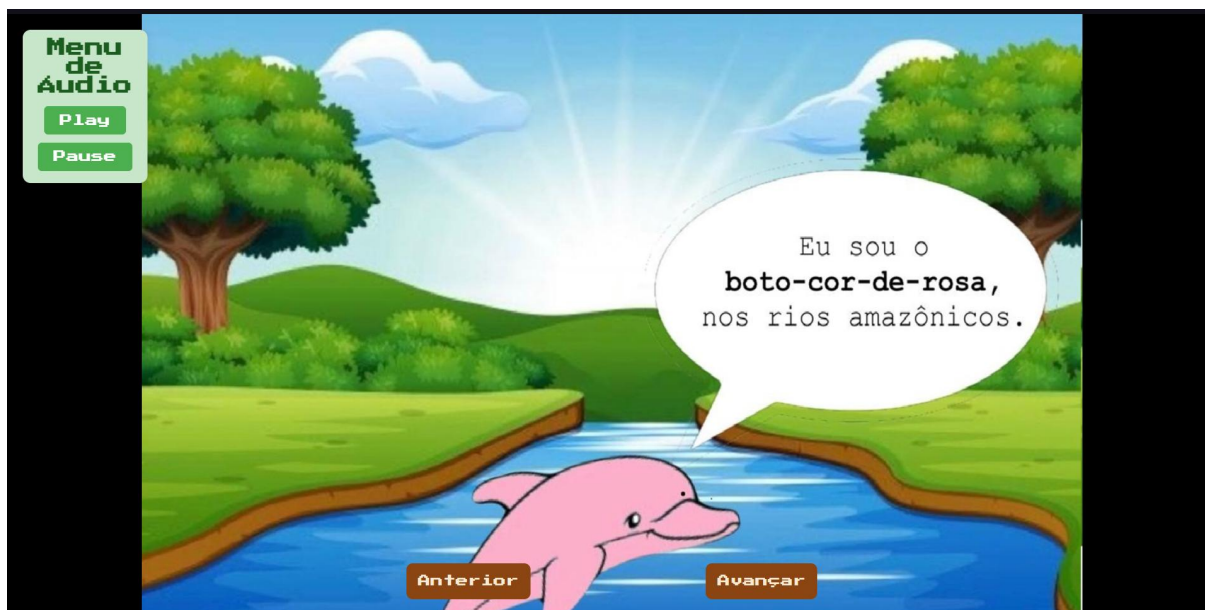 Menu
de
Áudio
Play
Pause
Eu sou o
boto-cor-de-rosa,
nos rios amazônicos.
Anterior
Avançar